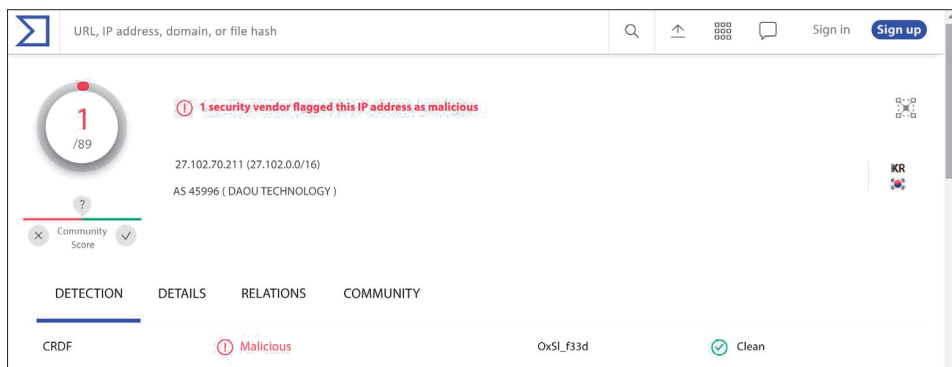 URL, IP address, domain, or file hash
Sign in
Sign up
1
/89
1 security vendor flagged this IP address as malicious
27.102.70.211 (27.102.0.0/16)
AS 45996 ( DAOU TECHNOLOGY )
KR
?
Community
Score
DETECTION DETAILS RELATIONS COMMUNITY
CRDF Malicious OxSI_f33d Clean